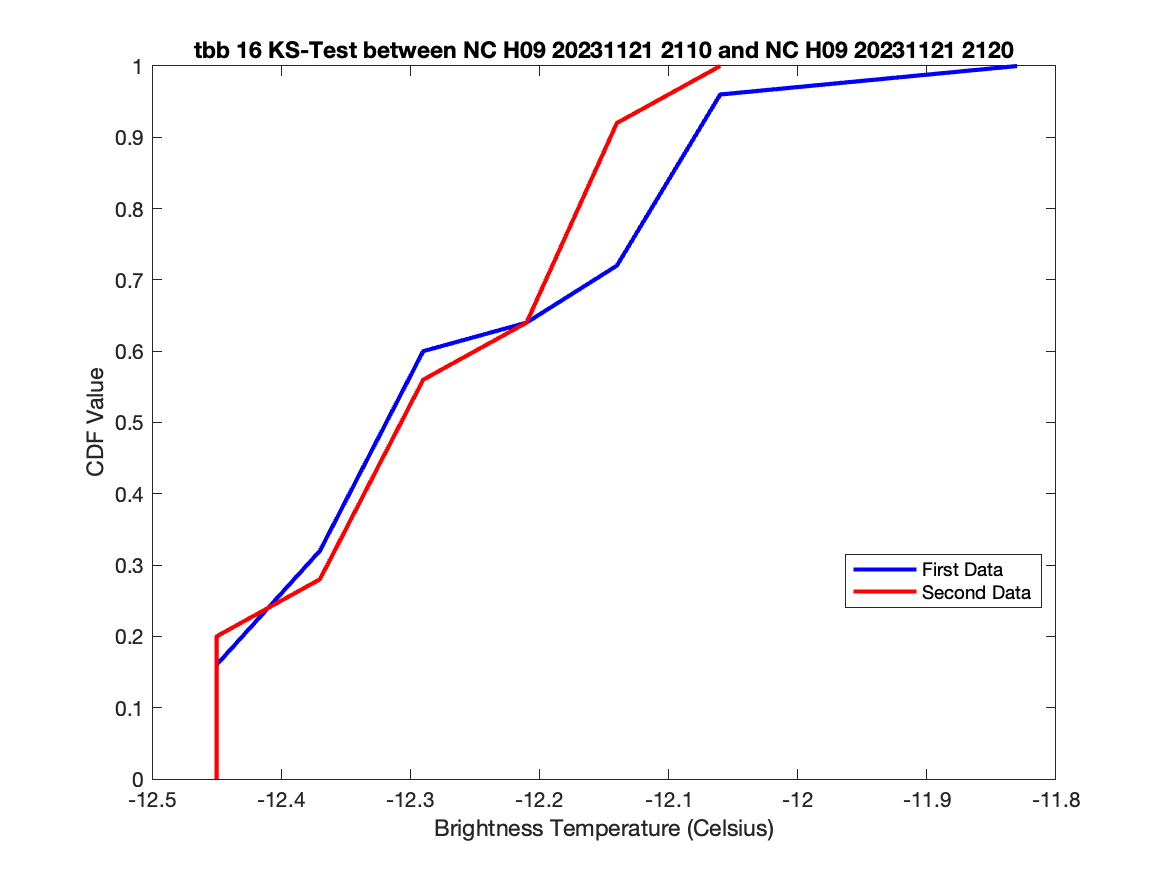 tbb 16 KS-Test between NC H09 20231121 2110 and NC H09 20231121 2120
1
0.9
0.8
0.7
0.6
0.5
0.4
0.3
0.2
0.1
0
CDF Value
First Data
Second Data
-12.5 -12.4 -12.3 -12.2 -12.1 -12 -11.9 -11.8
Brightness Temperature (Celsius)